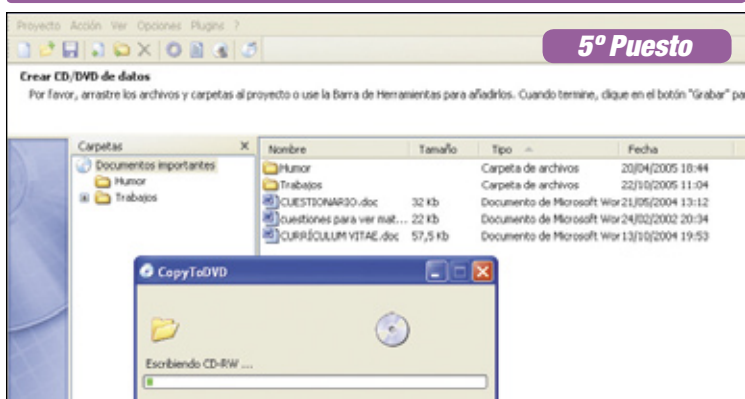 Proyecto Acción Ver Opciones Plugins ?
5º Puesto
Crear CD/DVD de datos
Por favor, arrastre los archivos y carpetas al proyecto o use la Barra de Herramientas para añadirlos. Cuando termine, clique en el botón "Grabar" par
Carpetas X
Documentos importantes
Humor
Trabajos
Nombre Tamaño Tipo Fecha
Humor Carpeta de archivos 20/04/2005 18:44
Trabajos Carpeta de archivos 22/10/2005 11:04
CUESTIONARIO.doc 32 Kb Documento de Microsoft Wor 21/05/2004 13:12
cuestiones para ver mat... 22 Kb Documento de Microsoft Wor 24/02/2002 20:34
CURRÍCULUM VITAE.doc 57,5 Kb Documento de Microsoft Wor 13/10/2004 19:53
CopyToDVD
Escribiendo CD-RW ....